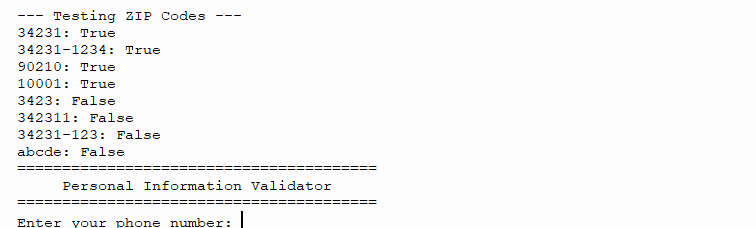 --- Testing ZIP Codes ---
34231: True
34231-1234: True
90210: True
10001: True
3423: False
342311: False
34231-123: False
abcde: False
========================================
     Personal Information Validator
========================================
Enter your phone number: